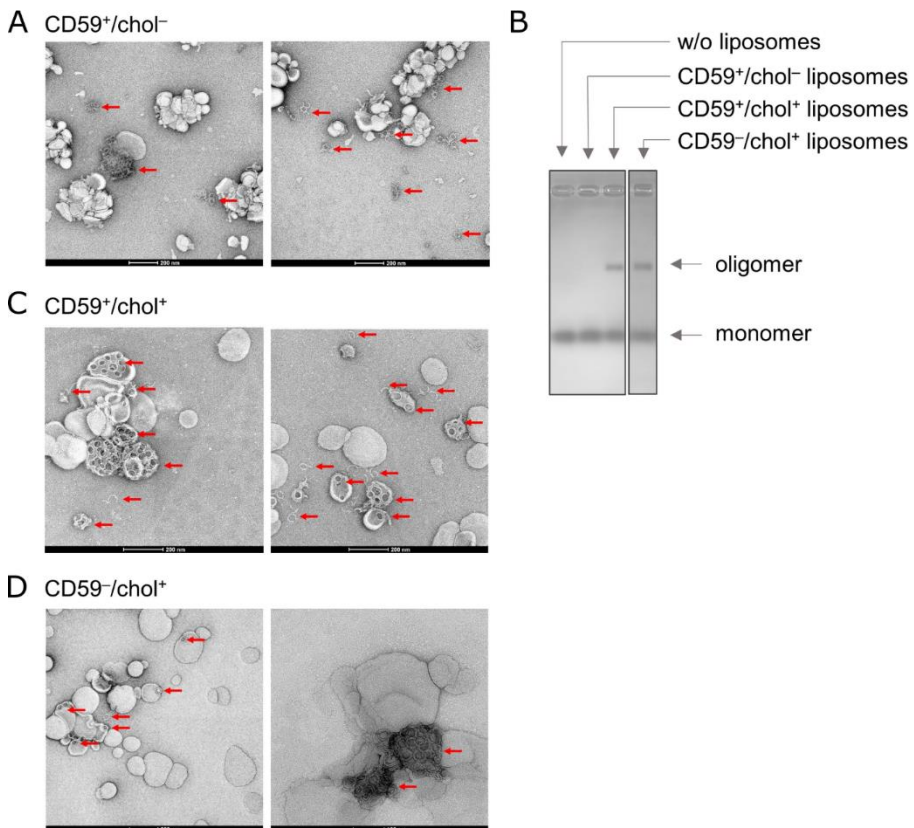 A CD59⁺/chol⁻
200 nm
200 nm
B
w/o liposomes
CD59⁺/chol⁻ liposomes
CD59⁺/chol⁺ liposomes
CD59⁻/chol⁺ liposomes
oligomer
monomer
C CD59⁺/chol⁺
200 nm
200 nm
D CD59⁻/chol⁺